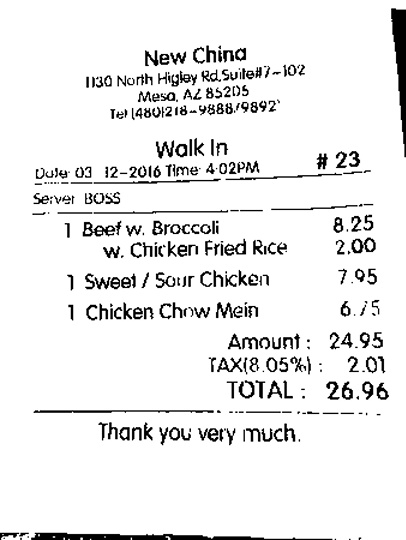 New China
1130 North Higley Rd,Suite#7-102
Mesa, AZ 85205
Tel (480)218-9888/9892
Walk In
# 23
Date: 03-12-2016 Time: 4:02PM
Server: BOSS
1 Beef w. Broccoli 8.25
w. Chicken Fried Rice 2.00
1 Sweet / Sour Chicken 7.95
1 Chicken Chow Mein 6.75
Amount : 24.95
TAX(8.05%) : 2.01
TOTAL : 26.96
Thank you very much.